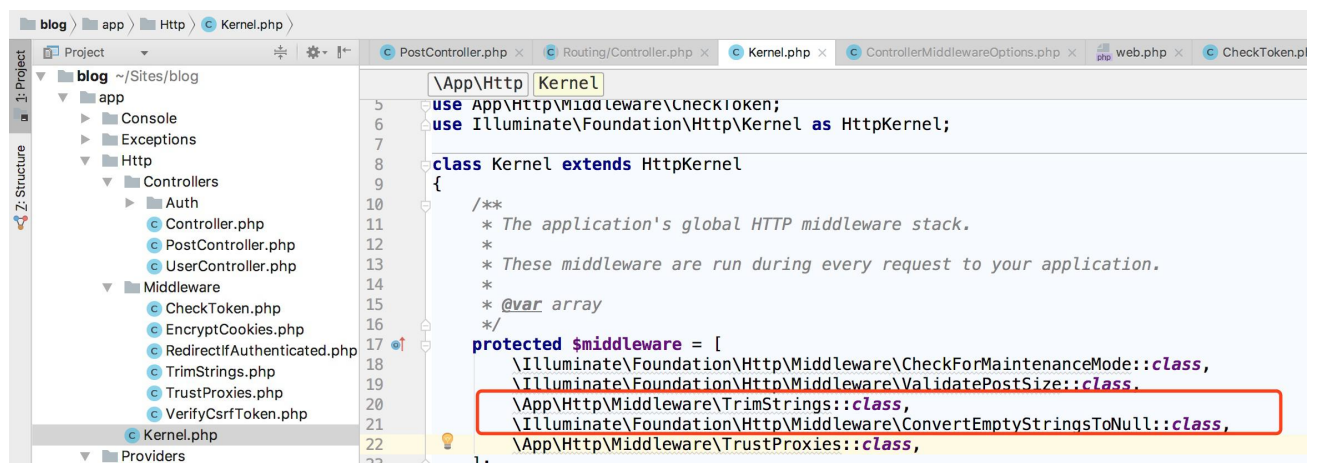 blog app Http Kernel.php
1: Project
Z: Structure
Project
blog ~/Sites/blog
app
Console
Exceptions
Http
Controllers
Auth
Controller.php
PostController.php
UserController.php
Middleware
CheckToken.php
EncryptCookies.php
RedirectIfAuthenticated.php
TrimStrings.php
TrustProxies.php
VerifyCsrfToken.php
Kernel.php
Providers
PostController.php Routing/Controller.php Kernel.php ControllerMiddlewareOptions.php web.php CheckToken.pl
\App\Http Kernel
5 use App\Http\Middleware\CheckToken;
6 use Illuminate\Foundation\Http\Kernel as HttpKernel;
7
8 class Kernel extends HttpKernel
9 {
10 /**
11 * The application's global HTTP middleware stack.
12 *
13 * These middleware are run during every request to your application.
14 *
15 * @var array
16 */
17 protected $middleware = [
18 \Illuminate\Foundation\Http\Middleware\CheckForMaintenanceMode::class,
19 \Illuminate\Foundation\Http\Middleware\ValidatePostSize::class,
20 \App\Http\Middleware\TrimStrings::class,
21 \Illuminate\Foundation\Http\Middleware\ConvertEmptyStringsToNull::class,
22 \App\Http\Middleware\TrustProxies::class,
23 ];